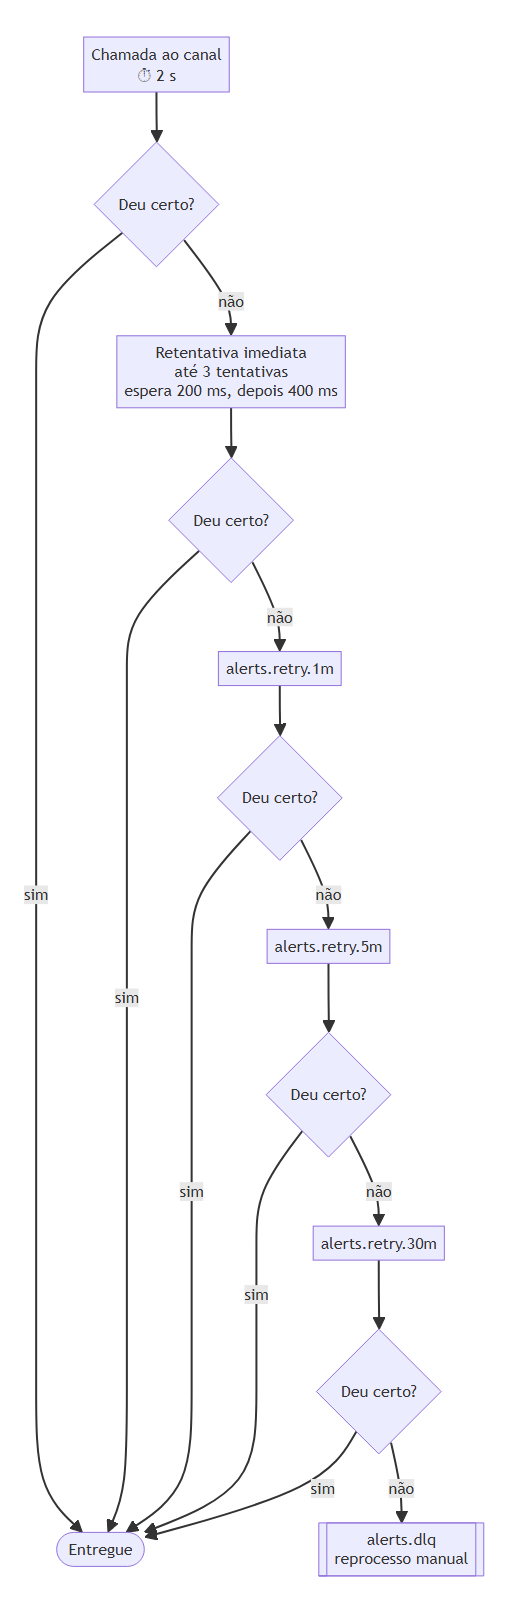 Chamada ao canal
⏱ 2 s
Deu certo?
não
Retentativa imediata
até 3 tentativas
espera 200 ms, depois 400 ms
Deu certo?
não
alerts.retry.1m
Deu certo?
sim
não
alerts.retry.5m
sim
Deu certo?
sim
não
alerts.retry.30m
sim
Deu certo?
sim
não
Entregue
alerts.dlq
reprocesso manual